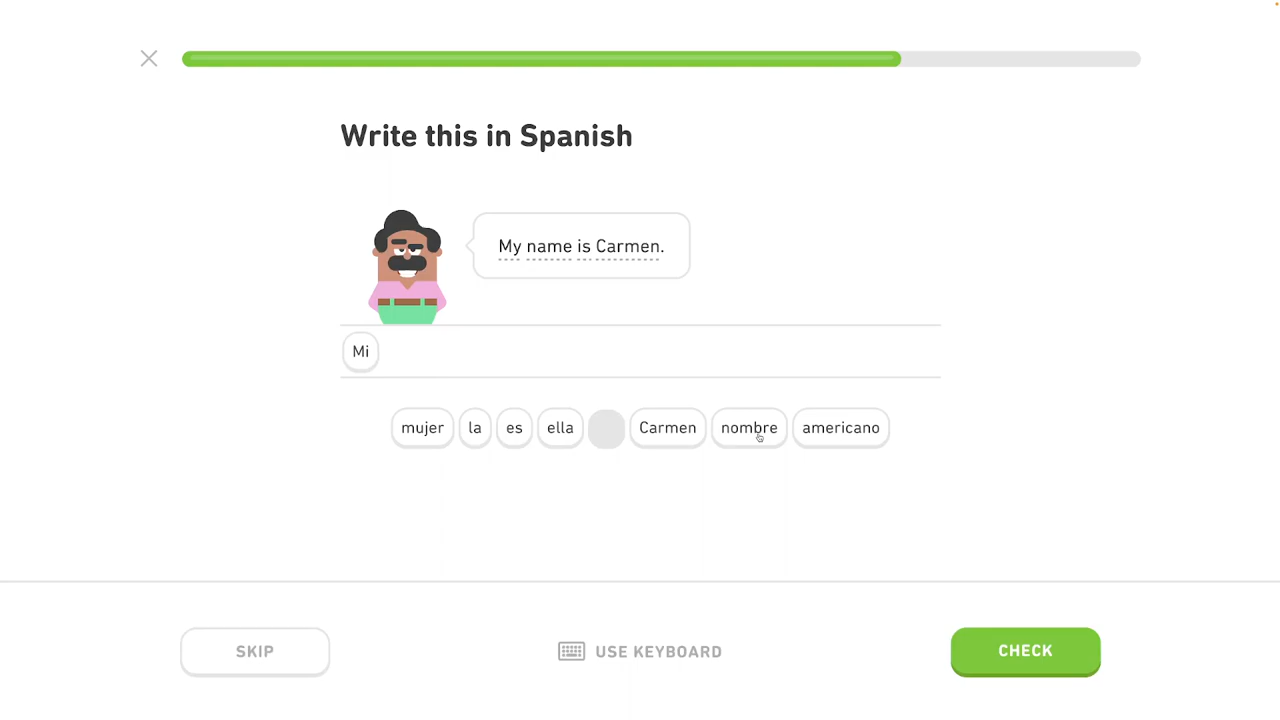 Write this in Spanish
My name is Carmen.
Mi
mujer la es ella Carmen nombre americano
SKIP USE KEYBOARD CHECK